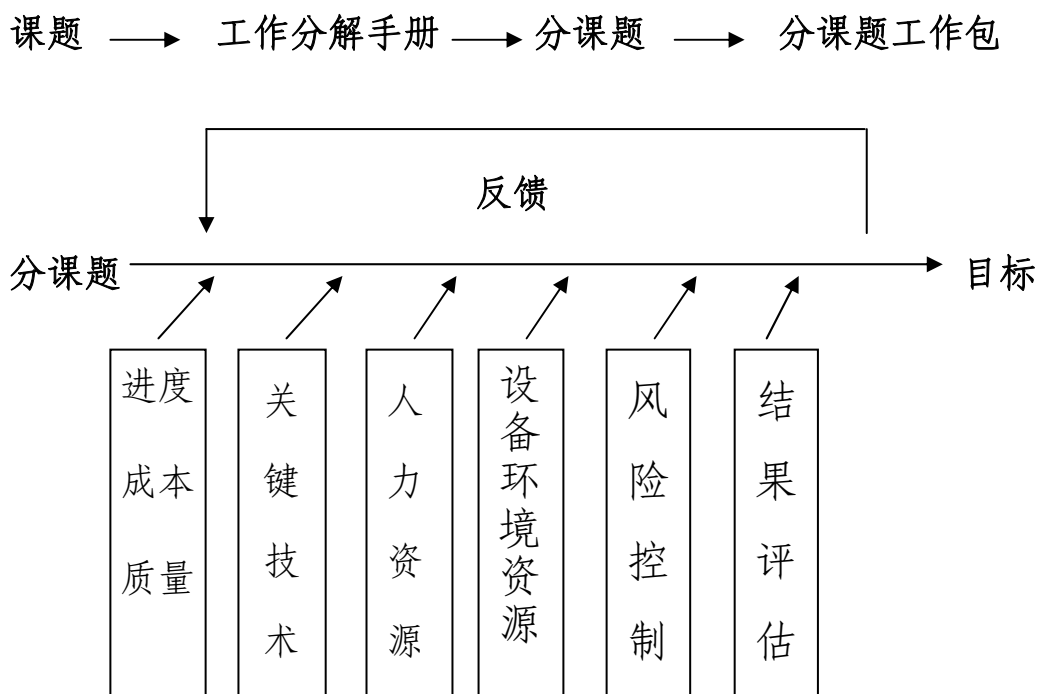 课题 工作分解手册 分课题 分课题工作包
反馈
分课题 目标
进度
成本
质量
关键技术
人力资源
设备环境资源
风险控制
结果评估